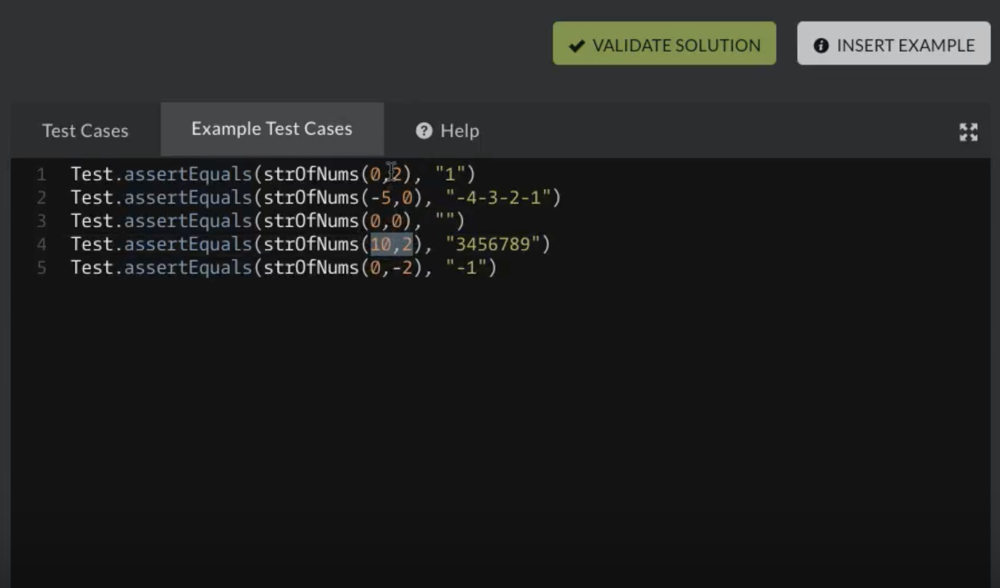 VALIDATE SOLUTION
INSERT EXAMPLE
Test Cases
Example Test Cases
Help
1 Test.assertEquals(strOfNums(0,2), "1")
2 Test.assertEquals(strOfNums(-5,0), "-4-3-2-1")
3 Test.assertEquals(strOfNums(0,0), "")
4 Test.assertEquals(strOfNums(10,2), "3456789")
5 Test.assertEquals(strOfNums(0,-2), "-1")